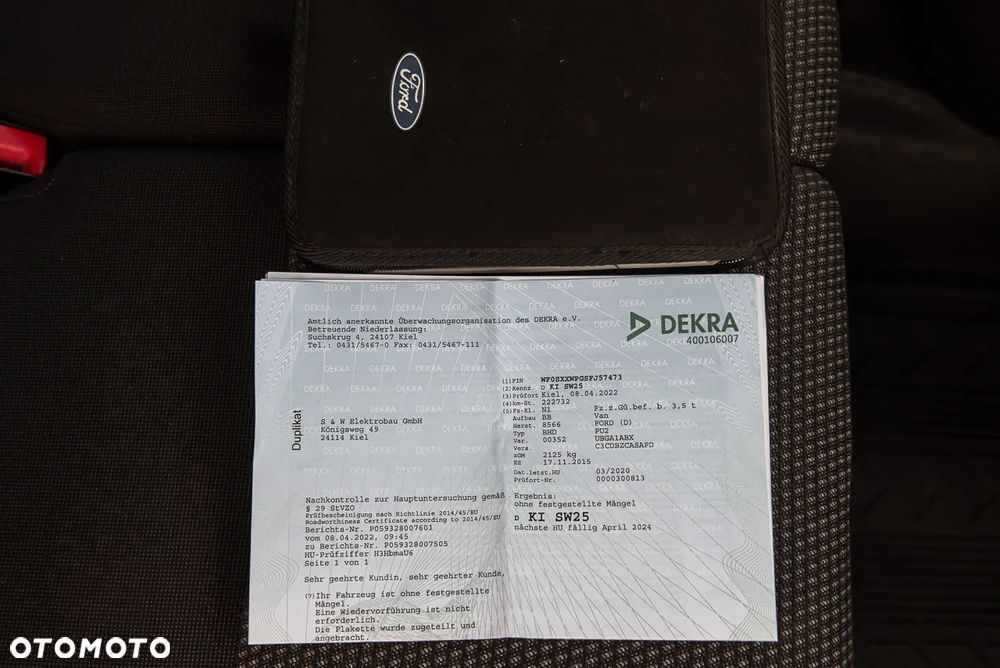 Ford
DEKRA
400106007
Amtlich anerkannte Überwachungsorganisation des DEKRA e.V.
Betreuende Niederlassung:
Suchskrug 4, 24107 Kiel
Tel.: 0431/5467-0 Fax: 0431/5467-111
Duplikat
S & W Elektrobau GmbH
Königsweg 49
24114 Kiel
(1) FIN WF0SXXWPGSFJ57473
(2) Kennz. D KI SW25
(3) Prüfort Kiel, 08.04.2022
(4) km-St. 222732
(5) Fz-Kl. N1 Fz.z.Gü.bef. b. 3,5 t
Aufbau BB Van
Herst. 8566 FORD (D)
Typ BHD PU2
Var. 00352 UBGA1ABX
Vers. C3CDBZCASAPD
zGM 2125 kg
EZ 17.11.2015
Dat.letzt.HU 03/2020
Prüfort-Nr. 0000300813
Nachkontrolle zur Hauptuntersuchung gemäß
§ 29 StVZO
Prüfbescheinigung nach Richtlinie 2014/45/EU
Roadworthiness Certificate according to 2014/45/EU
Berichts-Nr. P059328007601
vom 08.04.2022, 09:45
zu Berichts-Nr. P059328007505
HU-Prüfziffer H3HbmaU6
Seite 1 von 1
Ergebnis:
ohne festgestellte Mängel
D KI SW25
nächste HU fällig April 2024
Sehr geehrte Kundin, sehr geehrter Kunde,
(7) Ihr Fahrzeug ist ohne festgestellte
Mängel.
Eine Wiedervorführung ist nicht
erforderlich.
Die Plakette wurde zugeteilt und
angebracht.
OTOMOTO